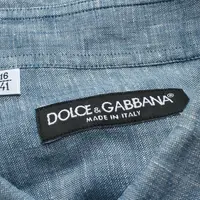 16
41
DOLCE & GABBANA
MADE IN ITALY